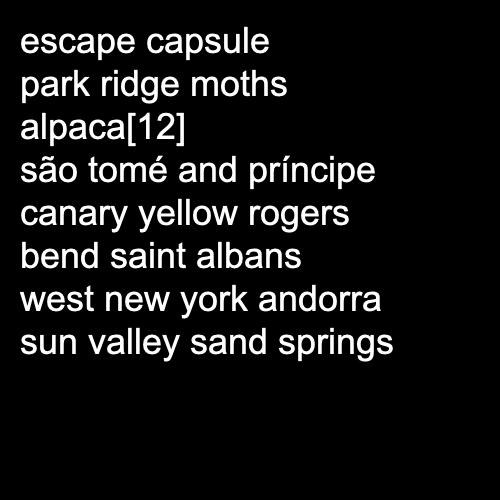 escape capsule
park ridge moths
alpaca[12]
são tomé and príncipe
canary yellow rogers
bend saint albans
west new york andorra
sun valley sand springs